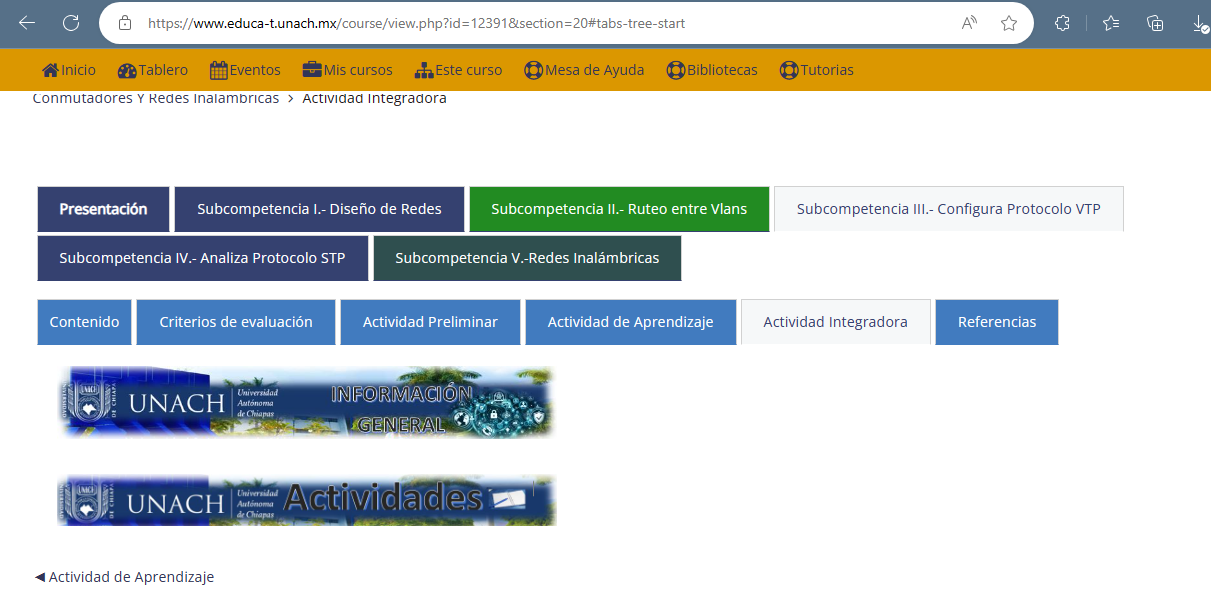 https://www.educa-t.unach.mx/course/view.php?id=12391&section=20#tabs-tree-start
Inicio Tablero Eventos Mis cursos Este curso Mesa de Ayuda Bibliotecas Tutorias
Conmutadores Y Redes Inalámbricas > Actividad Integradora
Presentación Subcompetencia I.- Diseño de Redes Subcompetencia II.- Ruteo entre Vlans Subcompetencia III.- Configura Protocolo VTP
Subcompetencia IV.- Analiza Protocolo STP Subcompetencia V.-Redes Inalámbricas
Contenido Criterios de evaluación Actividad Preliminar Actividad de Aprendizaje Actividad Integradora Referencias
UNACH Universidad Autónoma de Chiapas
INFORMACIÓN
GENERAL
UNACH Universidad Autónoma de Chiapas Actividades
◄ Actividad de Aprendizaje